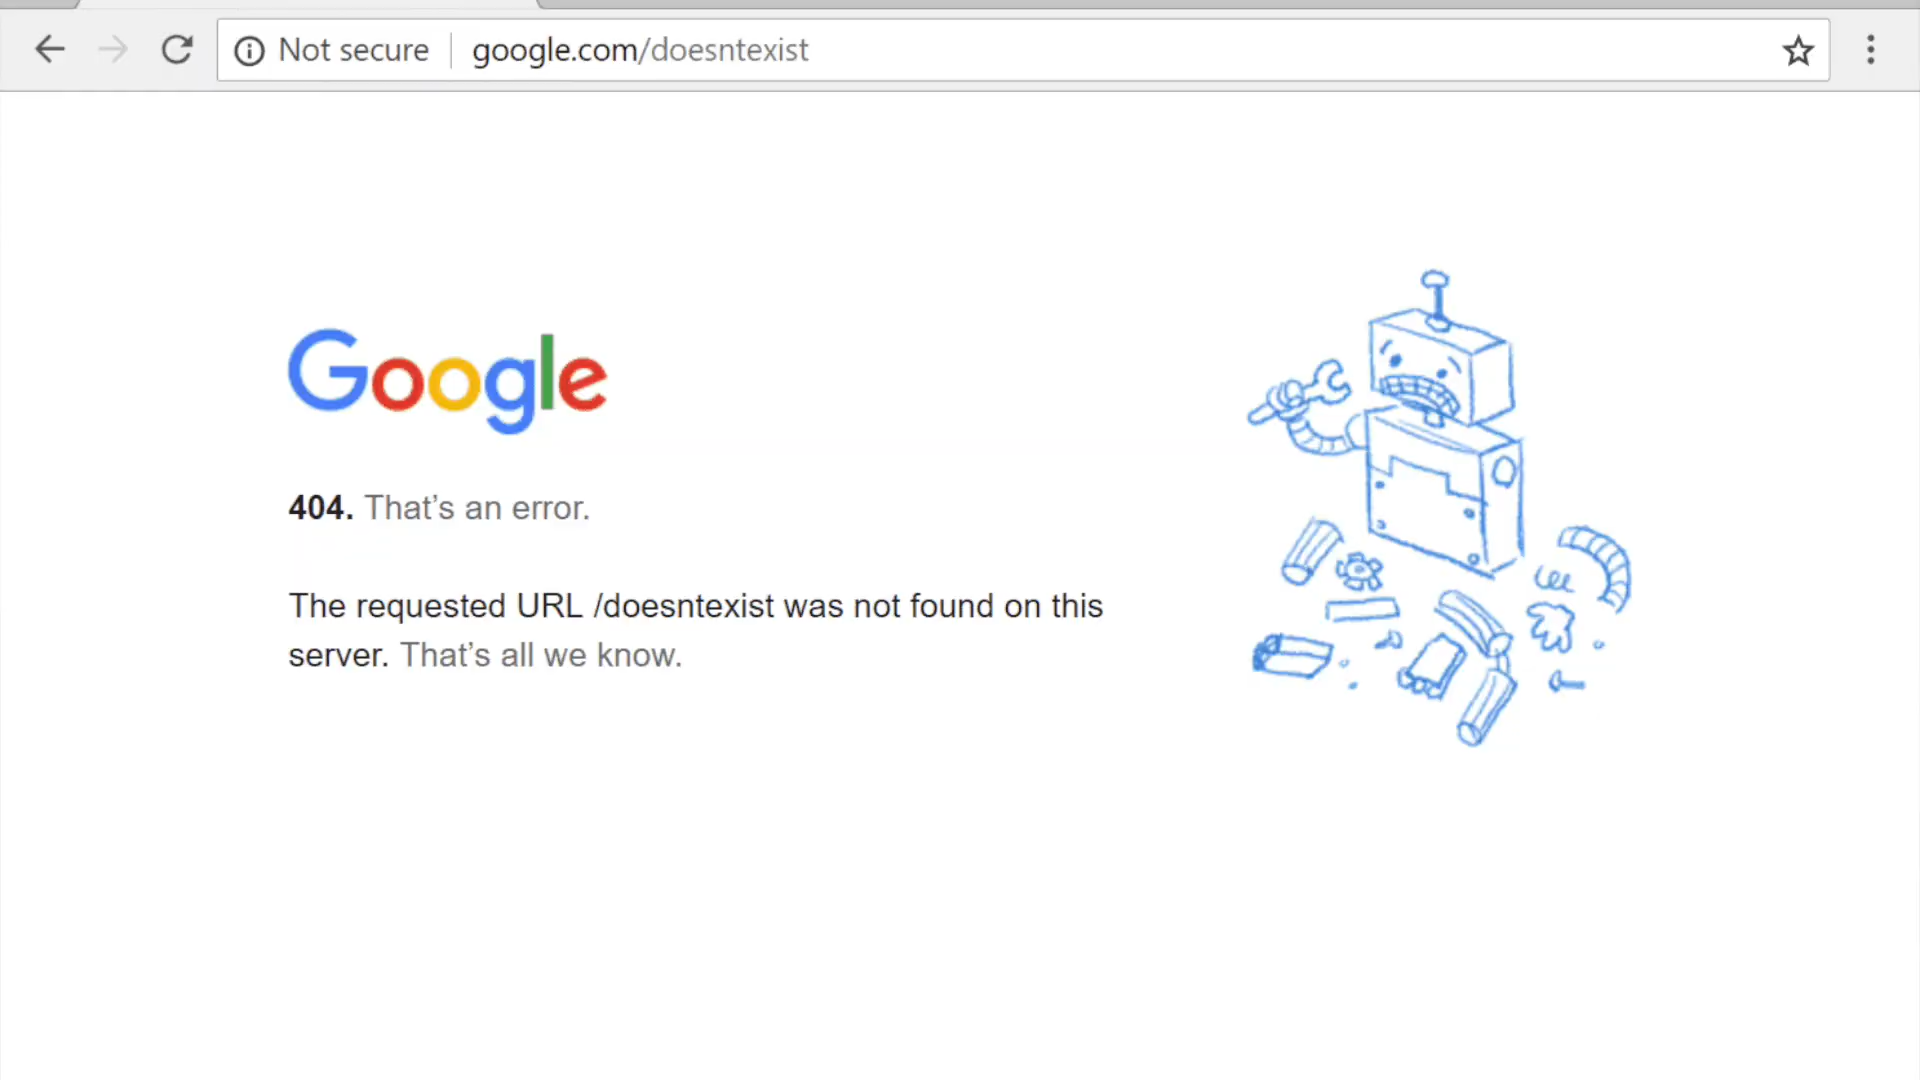 Not secure google.com/doesntexist
Google
404. That’s an error.
The requested URL /doesntexist was not found on this
server. That’s all we know.